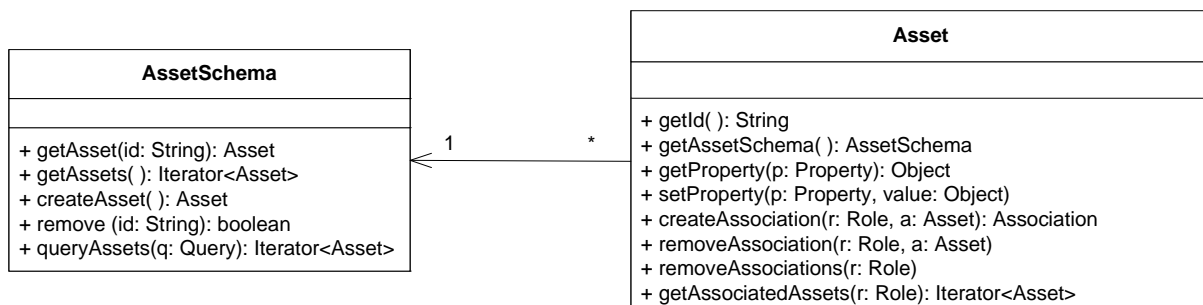 AssetSchema
+ getAsset(id: String): Asset
+ getAssets( ): Iterator<Asset>
+ createAsset( ): Asset
+ remove (id: String): boolean
+ queryAssets(q: Query): Iterator<Asset>
1
*
Asset
+ getId( ): String
+ getAssetSchema( ): AssetSchema
+ getProperty(p: Property): Object
+ setProperty(p: Property, value: Object)
+ createAssociation(r: Role, a: Asset): Association
+ removeAssociation(r: Role, a: Asset)
+ removeAssociations(r: Role)
+ getAssociatedAssets(r: Role): Iterator<Asset>